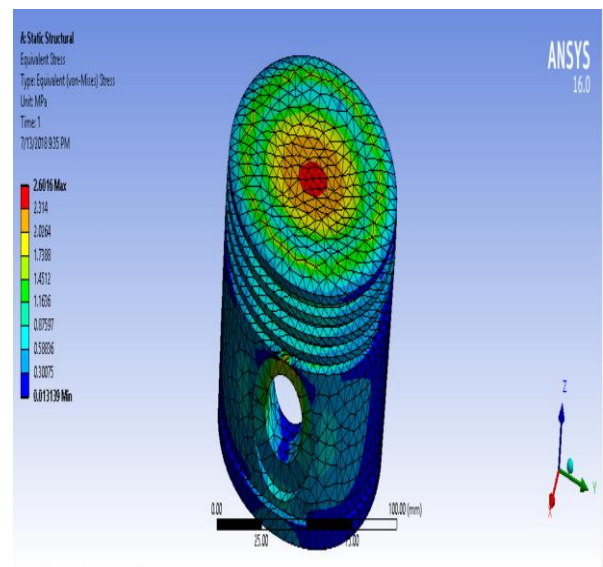 A: Static Structural
Equivalent Stress
Type: Equivalent (von-Mises) Stress
Unit: MPa
Time: 1
7/13/2018 9:35 PM
ANSYS
16.0
2.6016 Max
2.314
2.0264
1.7388
1.4512
1.1636
0.87597
0.58836
0.30075
0.013139 Min
Z
Y
X
0.00
100.00 (mm)
25.00
75.00